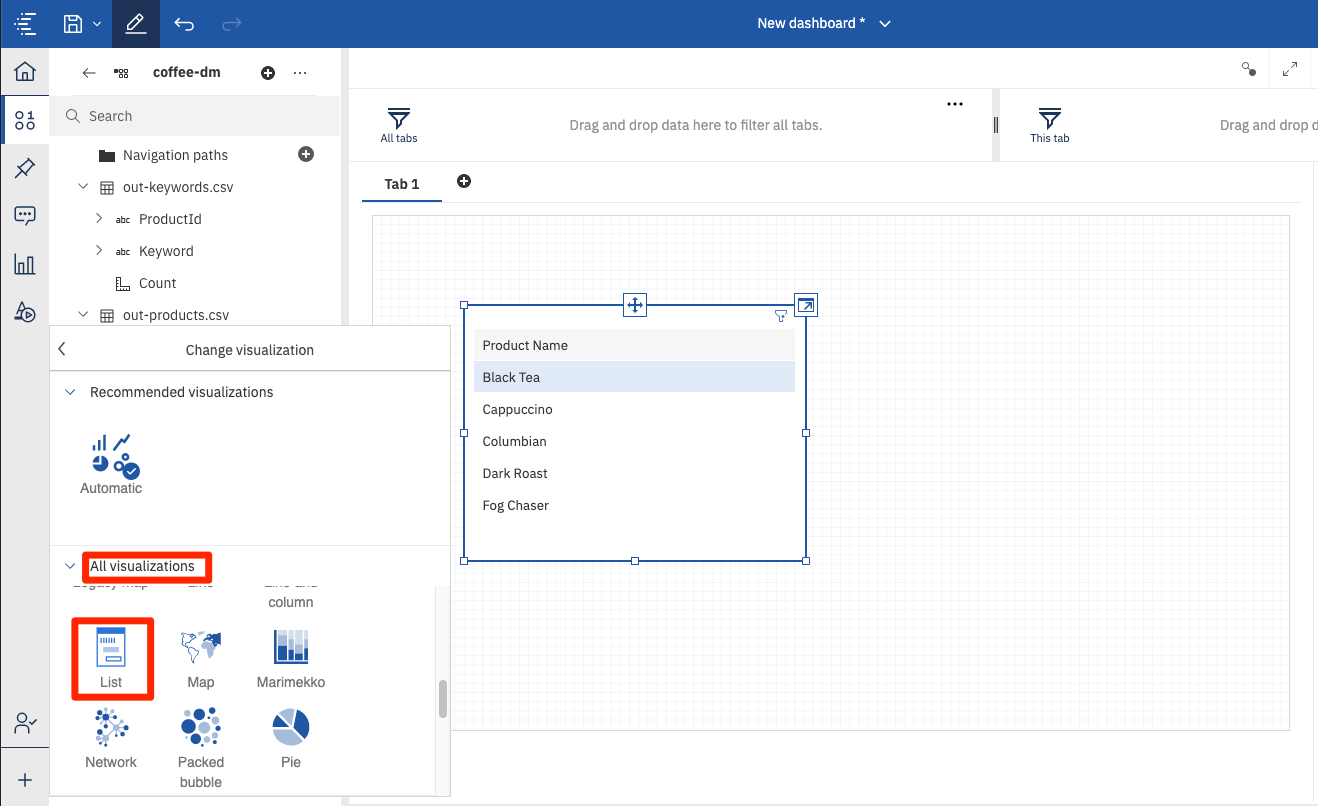 New dashboard *
coffee-dm
Search
Navigation paths
out-keywords.csv
abc ProductId
abc Keyword
Count
out-products.csv
All tabs
Drag and drop data here to filter all tabs.
This tab
Drag and drop d
Tab 1
Change visualization
Recommended visualizations
Automatic
All visualizations
Legacy map Line Line and
column
List Map Marimekko
Network Packed
bubble Pie
Product Name
Black Tea
Cappuccino
Columbian
Dark Roast
Fog Chaser